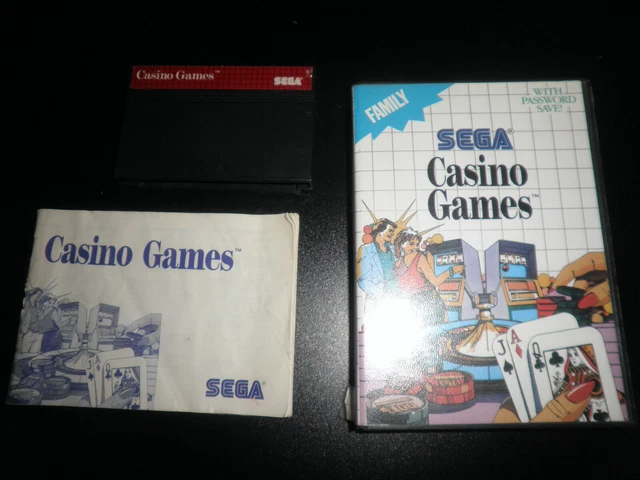 Casino Games™
SEGA®
FAMILY
WITH
PASSWORD
SAVE!
SEGA®
Casino
Games™
J
A
Q
Casino Games™
SEGA®